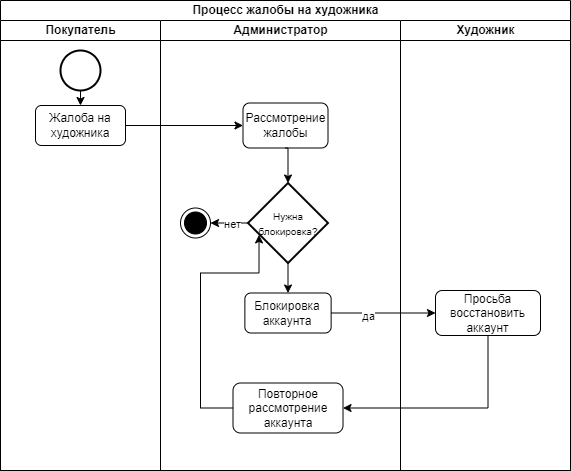 Процесс жалобы на художника
Покупатель
Администратор
Художник
Жалоба на
художника
Рассмотрение
жалобы
Нужна
блокировка?
нет
Блокировка
аккаунта
да
Просьба
восстановить
аккаунт
Повторное
рассмотрение
аккаунта